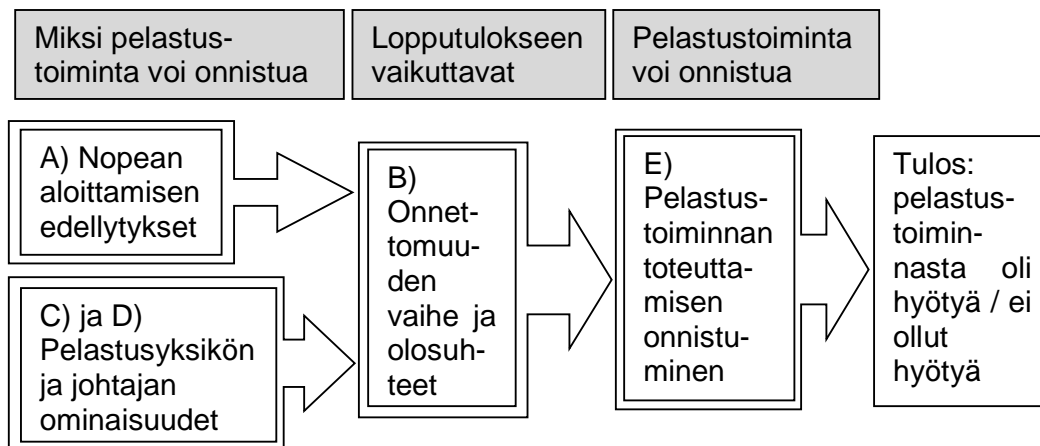 Miksi pelastus-
toiminta voi onnistua
Lopputulokseen
vaikuttavat
Pelastustoiminta
voi onnistua
A) Nopean
aloittamisen
edellytykset
C) ja D)
Pelastusyksikön
ja johtajan
ominaisuudet
B)
Onnet-
tomuu-
den
vaihe ja
olosuh-
teet
E)
Pelastus-
toiminnan
toteutta-
misen
onnistu-
minen
Tulos:
pelastus-
toimin-
nasta oli
hyötyä / ei
ollut
hyötyä